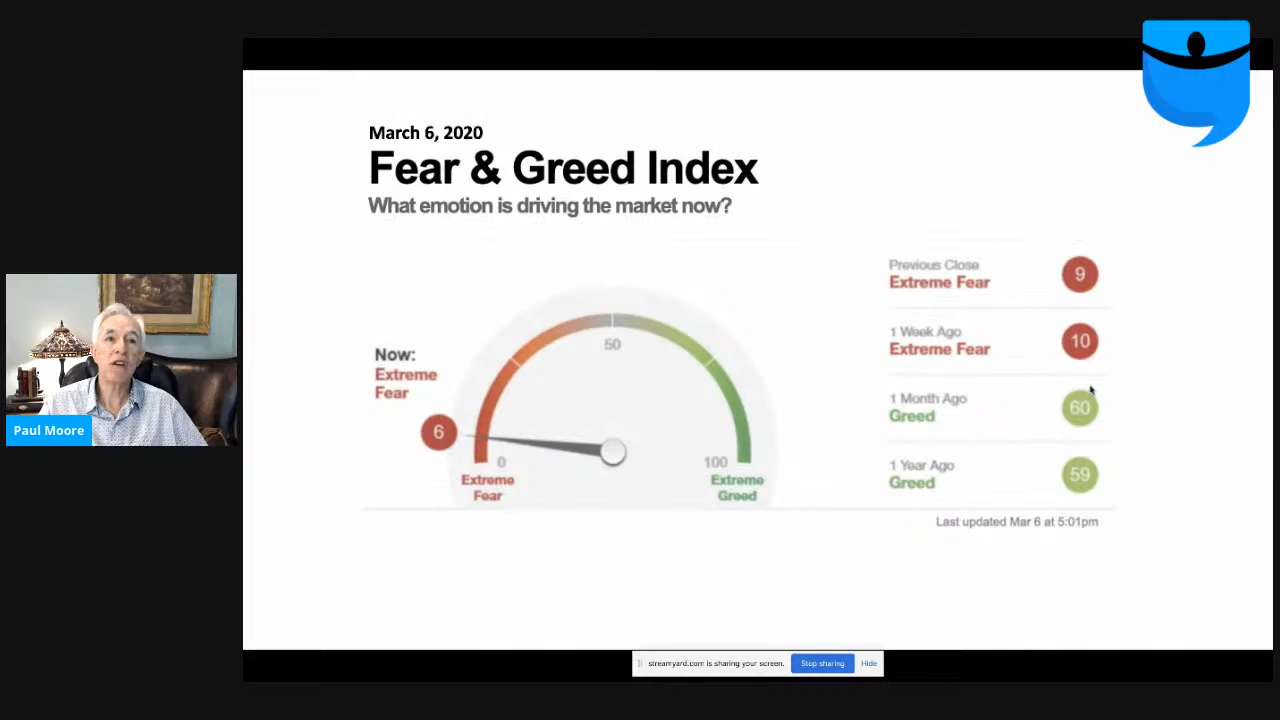 March 6, 2020
Fear & Greed Index
What emotion is driving the market now?
Now:
Extreme
Fear
6
0
50
100
Extreme
Fear
Extreme
Greed
Previous Close
Extreme Fear
9
1 Week Ago
Extreme Fear
10
1 Month Ago
Greed
60
1 Year Ago
Greed
59
Last updated Mar 6 at 5:01pm
Paul Moore
streamyard.com is sharing your screen.
Stop sharing
Hide